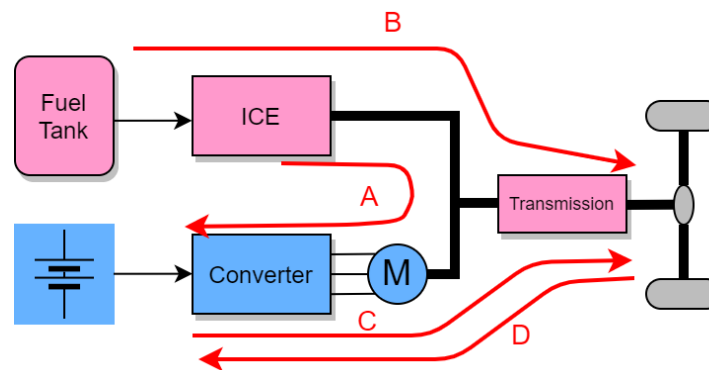 B
Fuel
Tank
ICE
A
Transmission
Converter
M
C
D